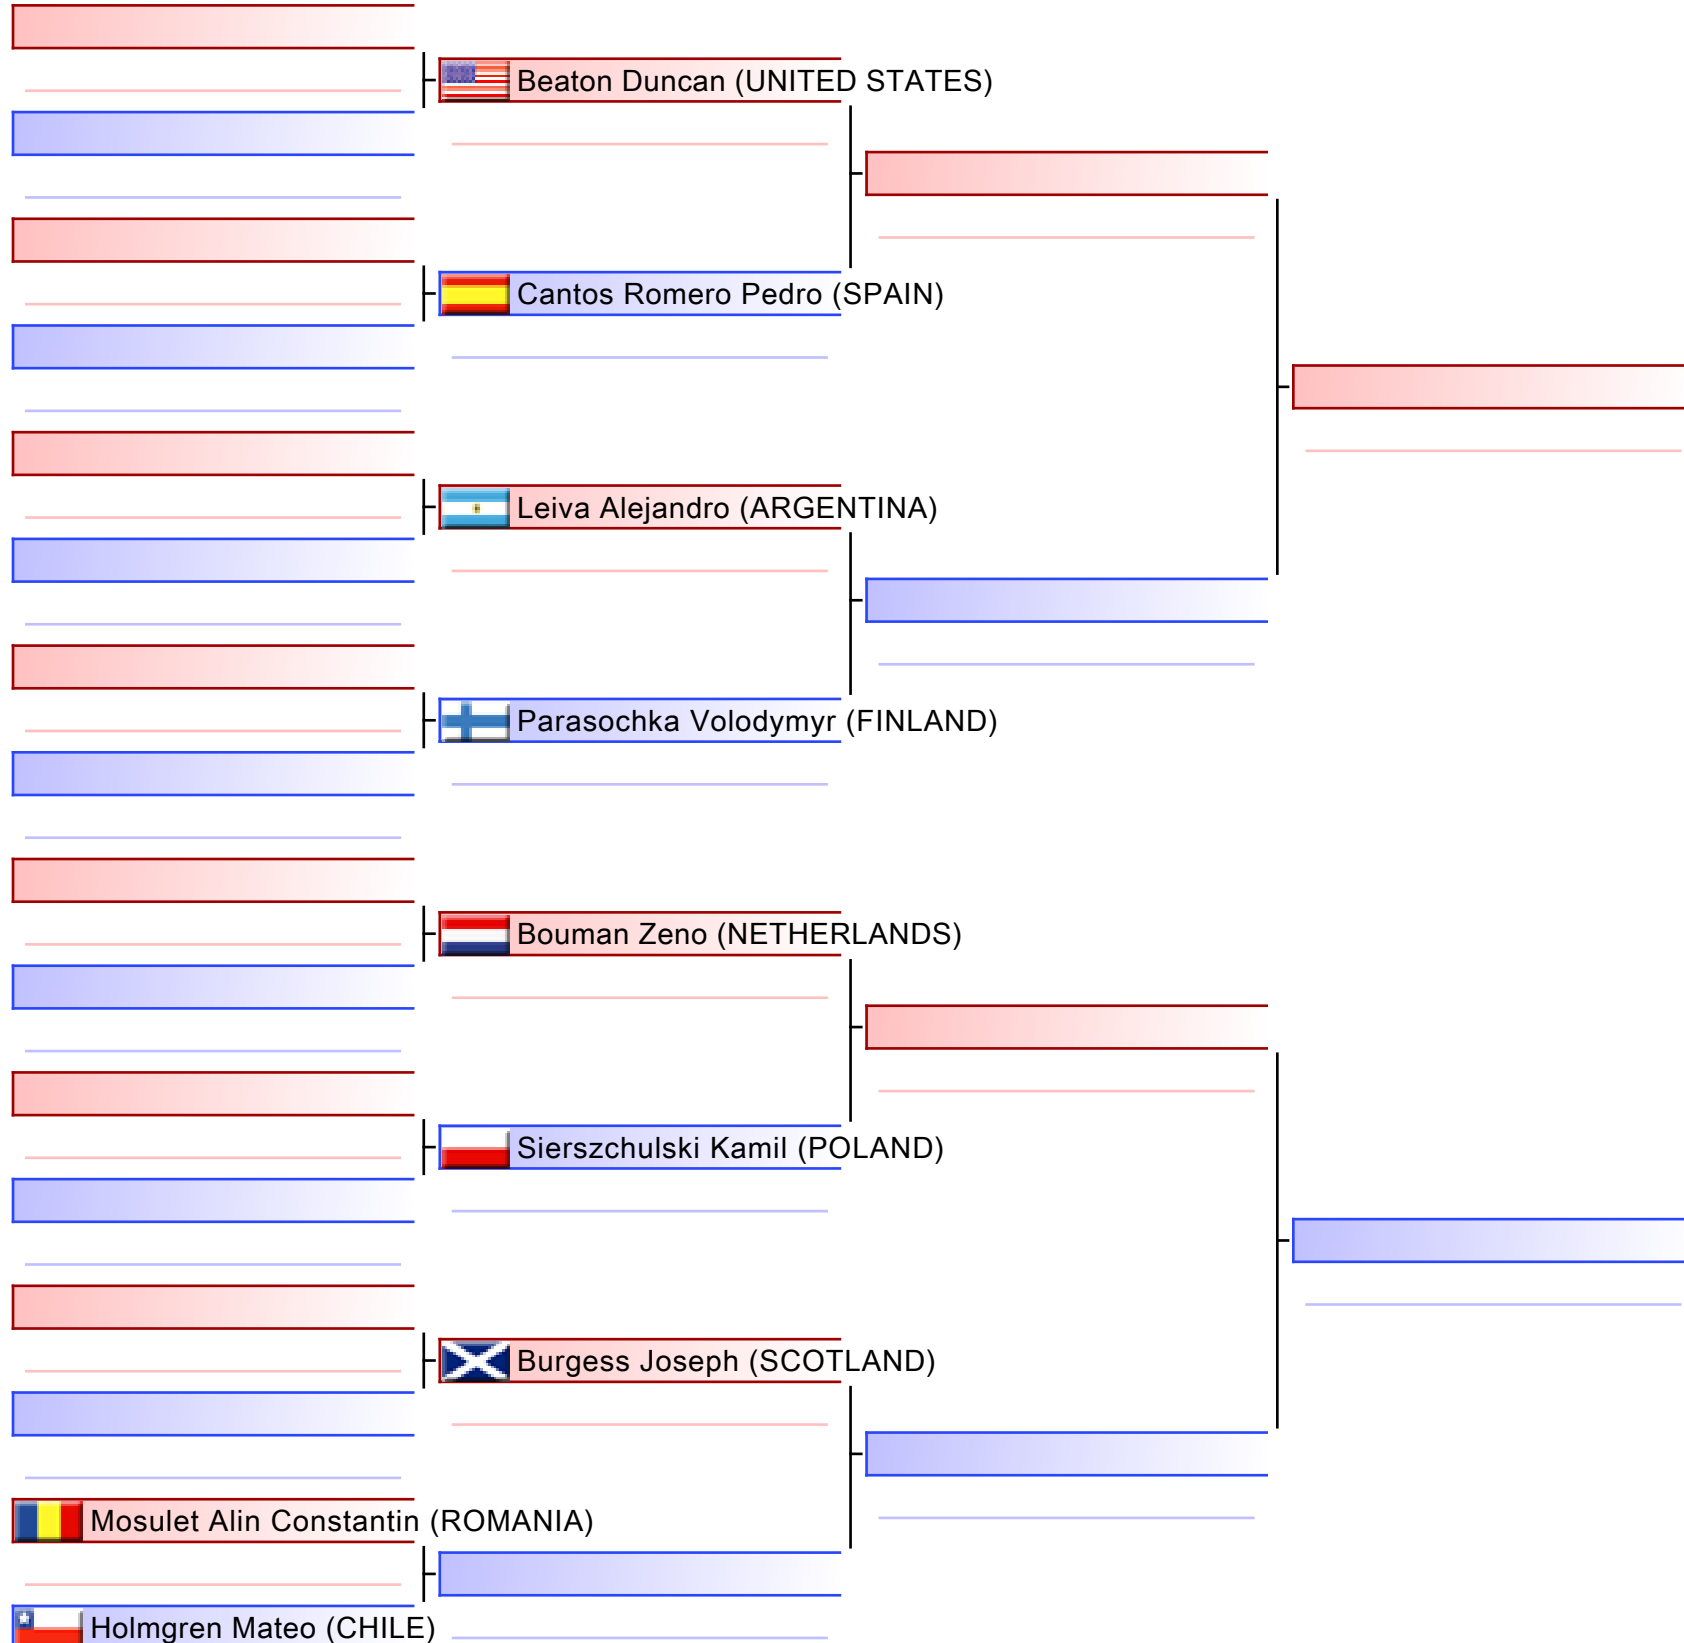 Beaton Duncan (UNITED STATES)
Cantos Romero Pedro (SPAIN)
Leiva Alejandro (ARGENTINA)
Parasochka Volodymyr (FINLAND)
Bouman Zeno (NETHERLANDS)
Sierszchulski Kamil (POLAND)
Burgess Joseph (SCOTLAND)
Mosulet Alin Constantin (ROMANIA)
Holmgren Mateo (CHILE)